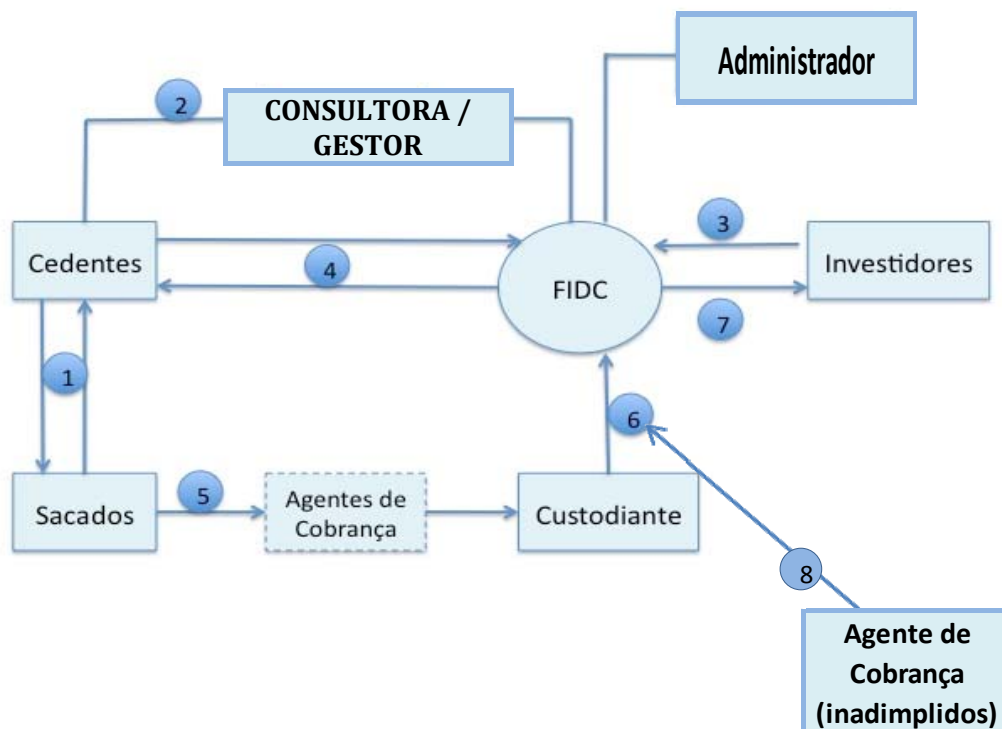 Administrador
2
CONSULTORA /
GESTOR
3
Cedentes
4
FIDC
Investidores
7
1
6
Sacados
5
Agentes de
Cobrança
Custodiante
8
Agente de
Cobrança
(inadimplidos)